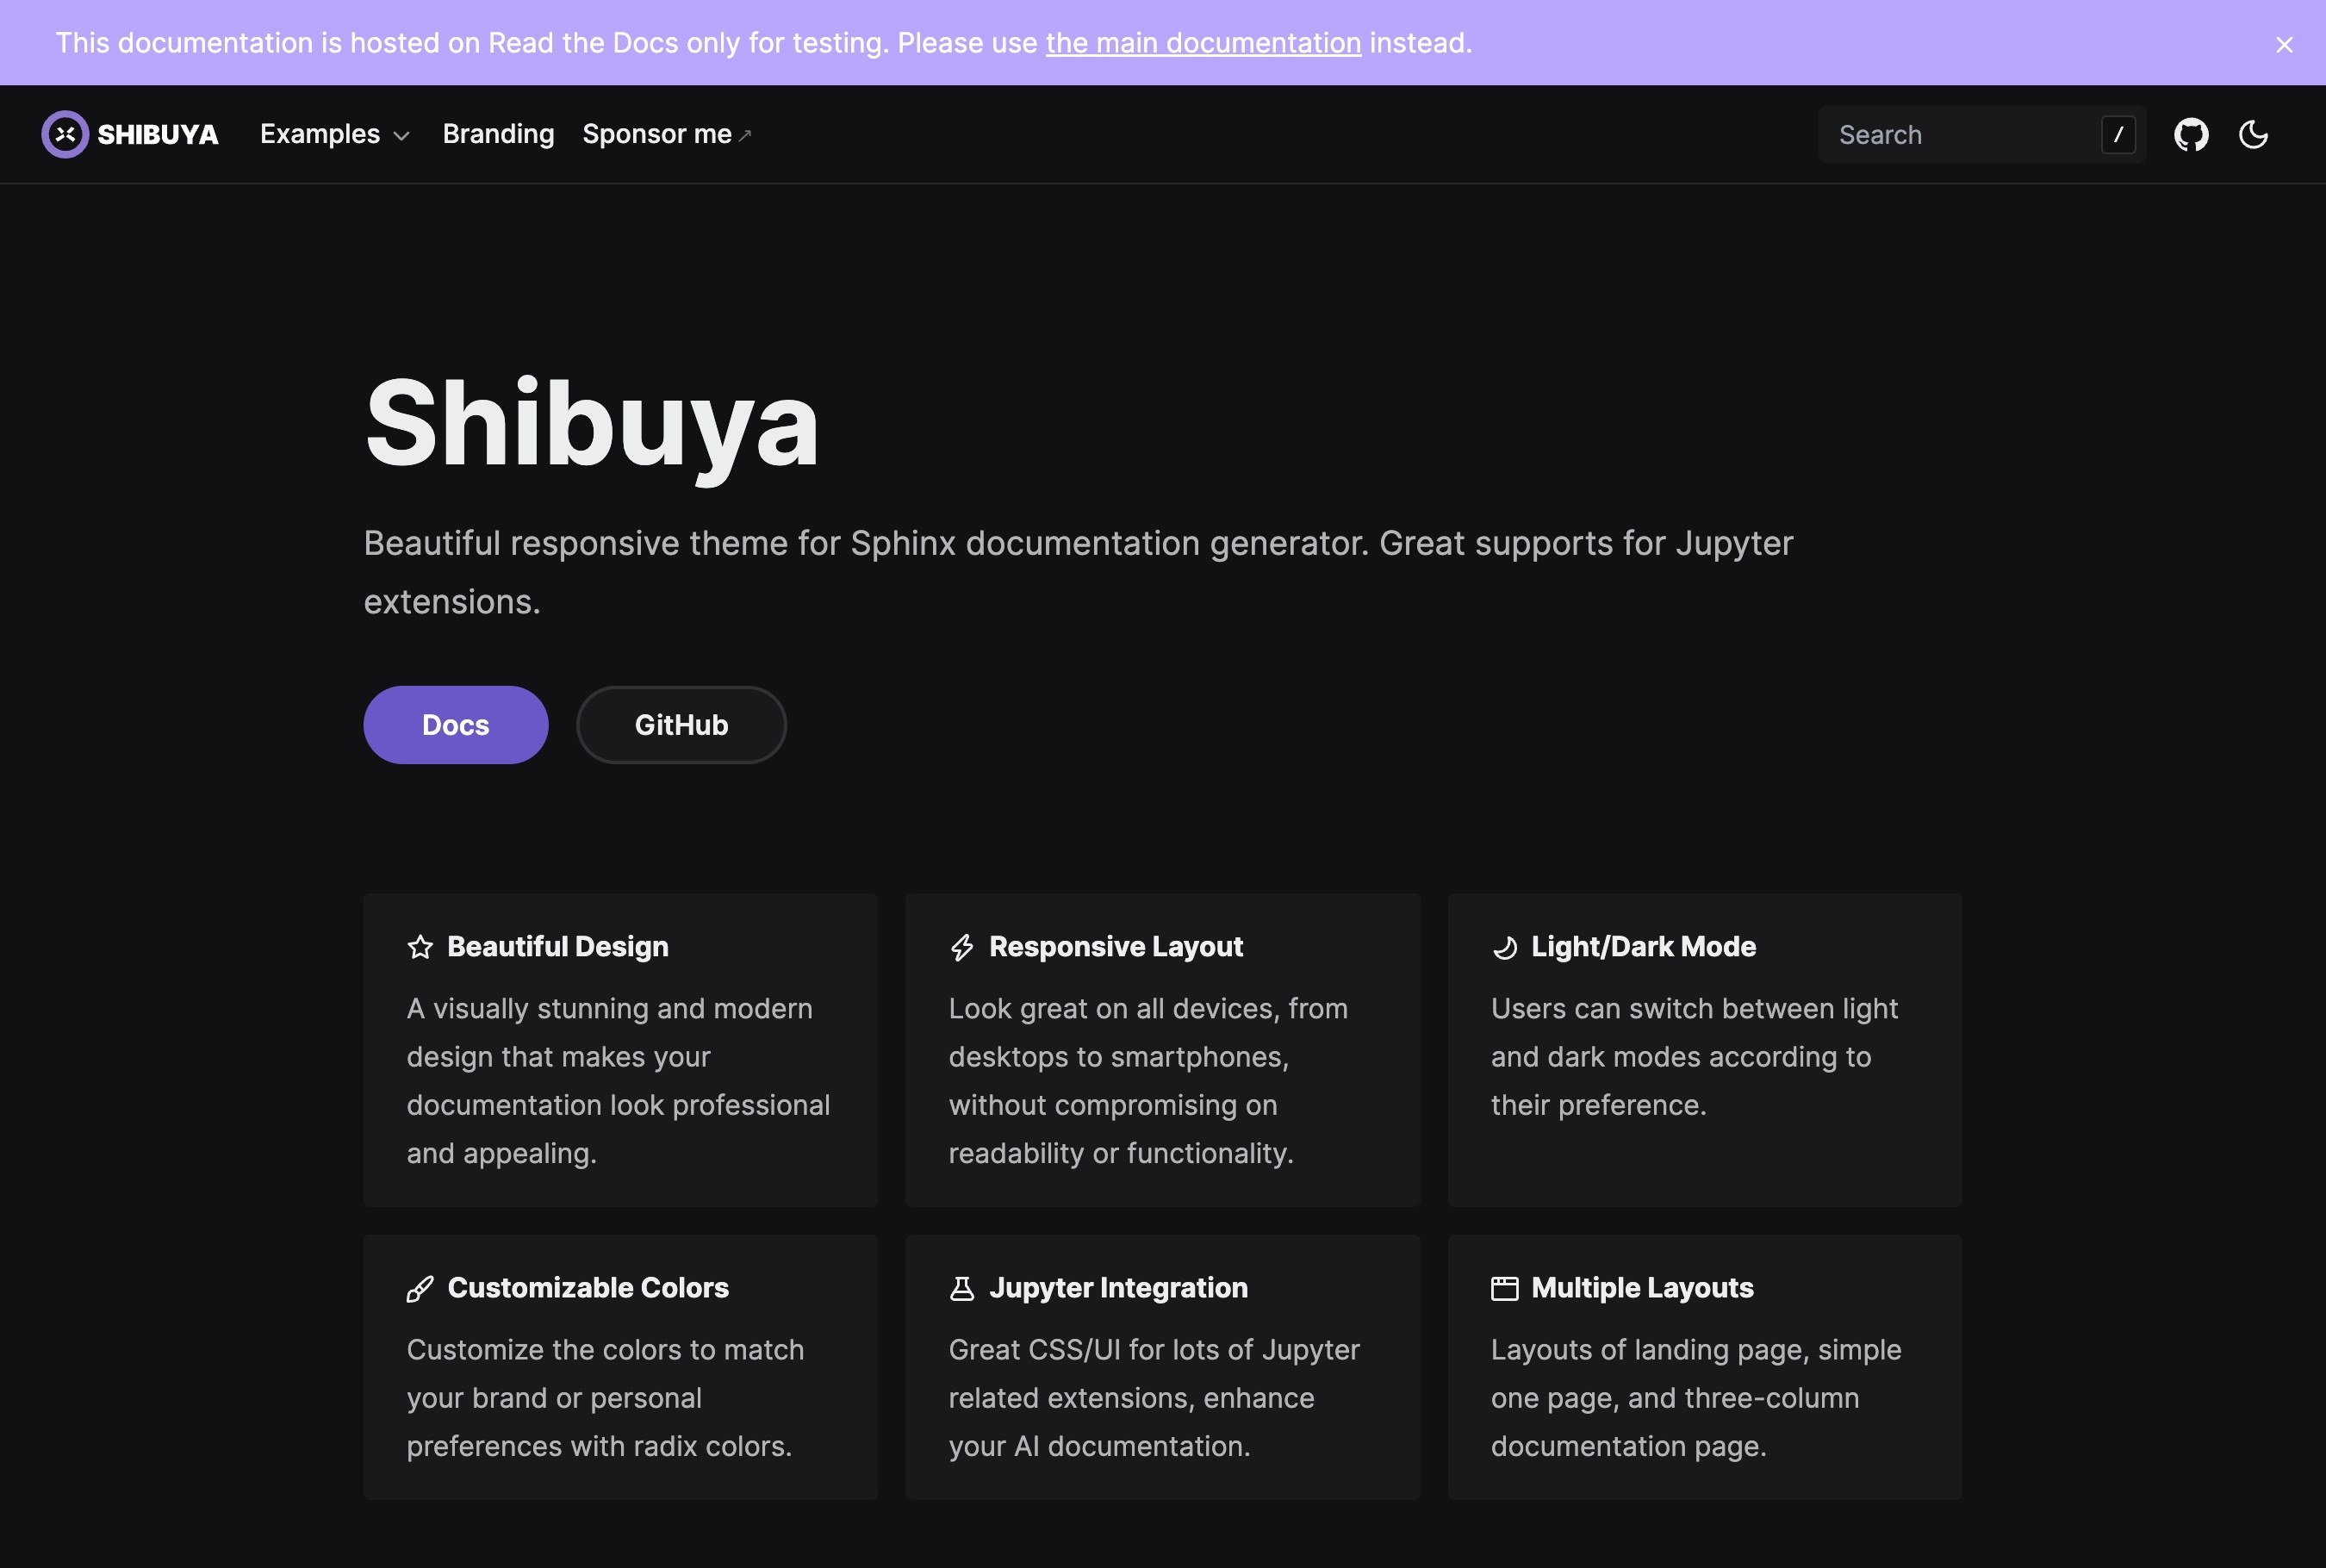 This documentation is hosted on Read the Docs only for testing. Please use the main documentation instead.
SHIBUYA Examples Branding Sponsor me Search /
Shibuya
Beautiful responsive theme for Sphinx documentation generator. Great supports for Jupyter
extensions.
Docs GitHub
Beautiful Design
A visually stunning and modern
design that makes your
documentation look professional
and appealing.
Responsive Layout
Look great on all devices, from
desktops to smartphones,
without compromising on
readability or functionality.
Light/Dark Mode
Users can switch between light
and dark modes according to
their preference.
Customizable Colors
Customize the colors to match
your brand or personal
preferences with radix colors.
Jupyter Integration
Great CSS/UI for lots of Jupyter
related extensions, enhance
your AI documentation.
Multiple Layouts
Layouts of landing page, simple
one page, and three-column
documentation page.